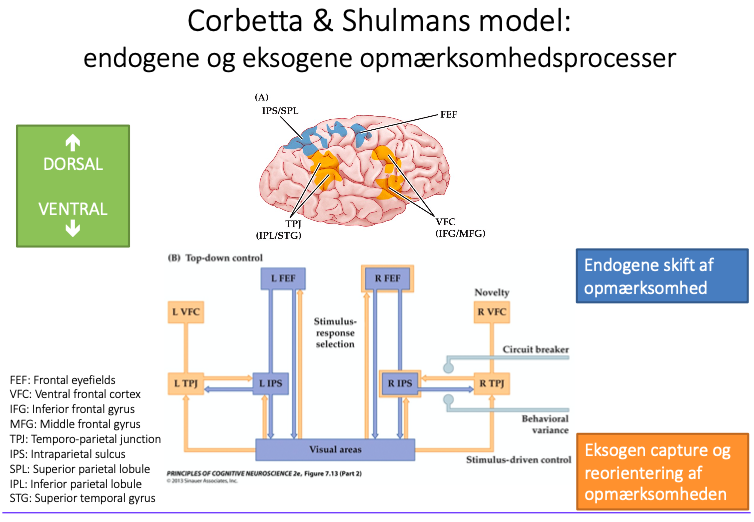 Corbetta & Shulmans model:
endogene og eksogene opmærksomhedsprocesser
DORSAL
VENTRAL
(A)
IPS/SPL
FEF
TPJ
(IPL/STG)
VFC
(IFG/MFG)
(B) Top-down control
L FEF
R FEF
Novelty
L VFC
R VFC
Stimulus-
response
selection
Circuit breaker
L TPJ
L IPS
R IPS
R TPJ
Behavioral
variance
Visual areas
Stimulus-driven control
PRINCIPLES OF COGNITIVE NEUROSCIENCE 2e, Figure 7.13 (Part 2)
© 2013 Sinauer Associates, Inc.
Endogene skift af
opmærksomhed
Eksogen capture og
reorientering af
opmærksomheden
FEF: Frontal eyefields
VFC: Ventral frontal cortex
IFG: Inferior frontal gyrus
MFG: Middle frontal gyrus
TPJ: Temporo-parietal junction
IPS: Intraparietal sulcus
SPL: Superior parietal lobule
IPL: Inferior parietal lobule
STG: Superior temporal gyrus